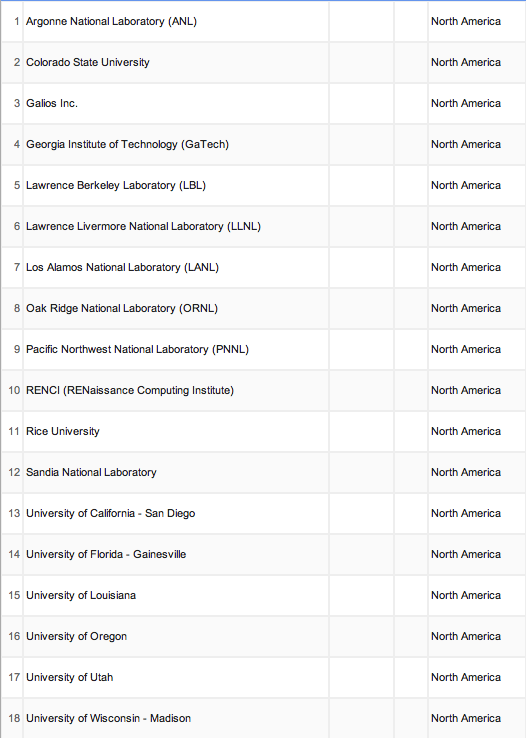 1 Argonne National Laboratory (ANL) North America
2 Colorado State University North America
3 Galios Inc. North America
4 Georgia Institute of Technology (GaTech) North America
5 Lawrence Berkeley Laboratory (LBL) North America
6 Lawrence Livermore National Laboratory (LLNL) North America
7 Los Alamos National Laboratory (LANL) North America
8 Oak Ridge National Laboratory (ORNL) North America
9 Pacific Northwest National Laboratory (PNNL) North America
10 RENCI (RENaissance Computing Institute) North America
11 Rice University North America
12 Sandia National Laboratory North America
13 University of California - San Diego North America
14 University of Florida - Gainesville North America
15 University of Louisiana North America
16 University of Oregon North America
17 University of Utah North America
18 University of Wisconsin - Madison North America